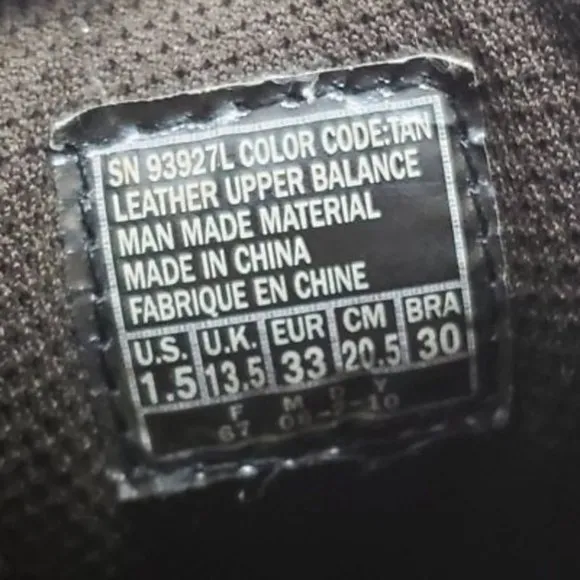 SN 93927L COLOR CODE:TAN
LEATHER UPPER BALANCE
MAN MADE MATERIAL
MADE IN CHINA
FABRIQUE EN CHINE
U.S. U.K. EUR CM BRA
1.5 13.5 33 20.5 30
F M D Y
67